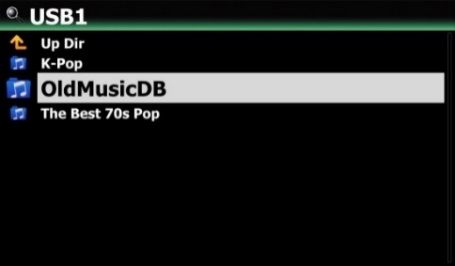 USB1
Up Dir
K-Pop
OldMusicDB
The Best 70s Pop